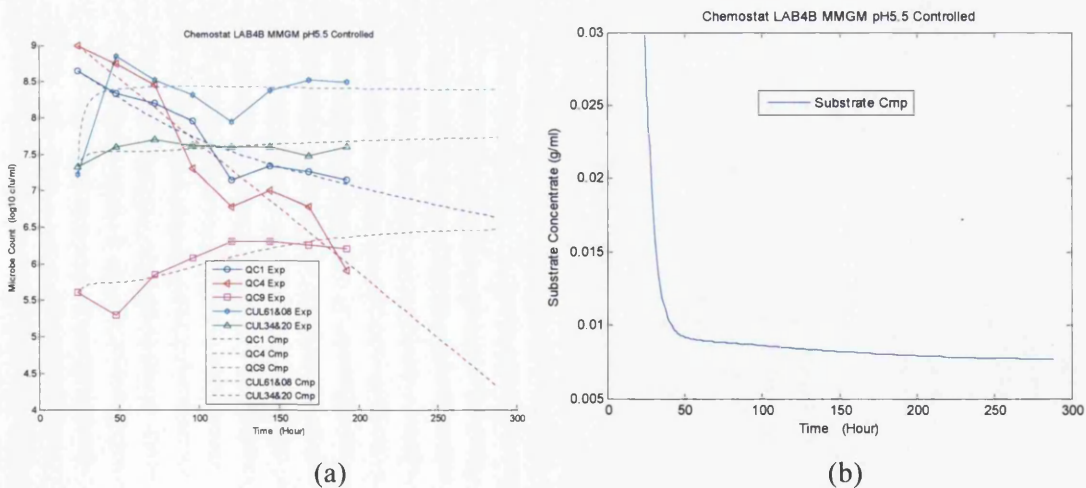 Chemostat LAB4B MMGM pH5.5 Controlled
9
8.5
8
7.5
7
6.5
6
5.5
5
4.5
4
Microbe Count (log10 cfu/ml)
QC1 Exp
QC4 Exp
QC9 Exp
CUL61&08 Exp
CUL34&20 Exp
QC1 Cmp
QC4 Cmp
QC9 Cmp
CUL61&08 Cmp
CUL34&20 Cmp
0 50 100 150 200 250 300
Time (Hour)
(a)
Chemostat LAB4B MMGM pH5.5 Controlled
0.03
0.025
0.02
0.015
0.01
0.005
Substrate Concentrate (g/ml)
Substrate Cmp
0 50 100 150 200 250 300
Time (Hour)
(b)